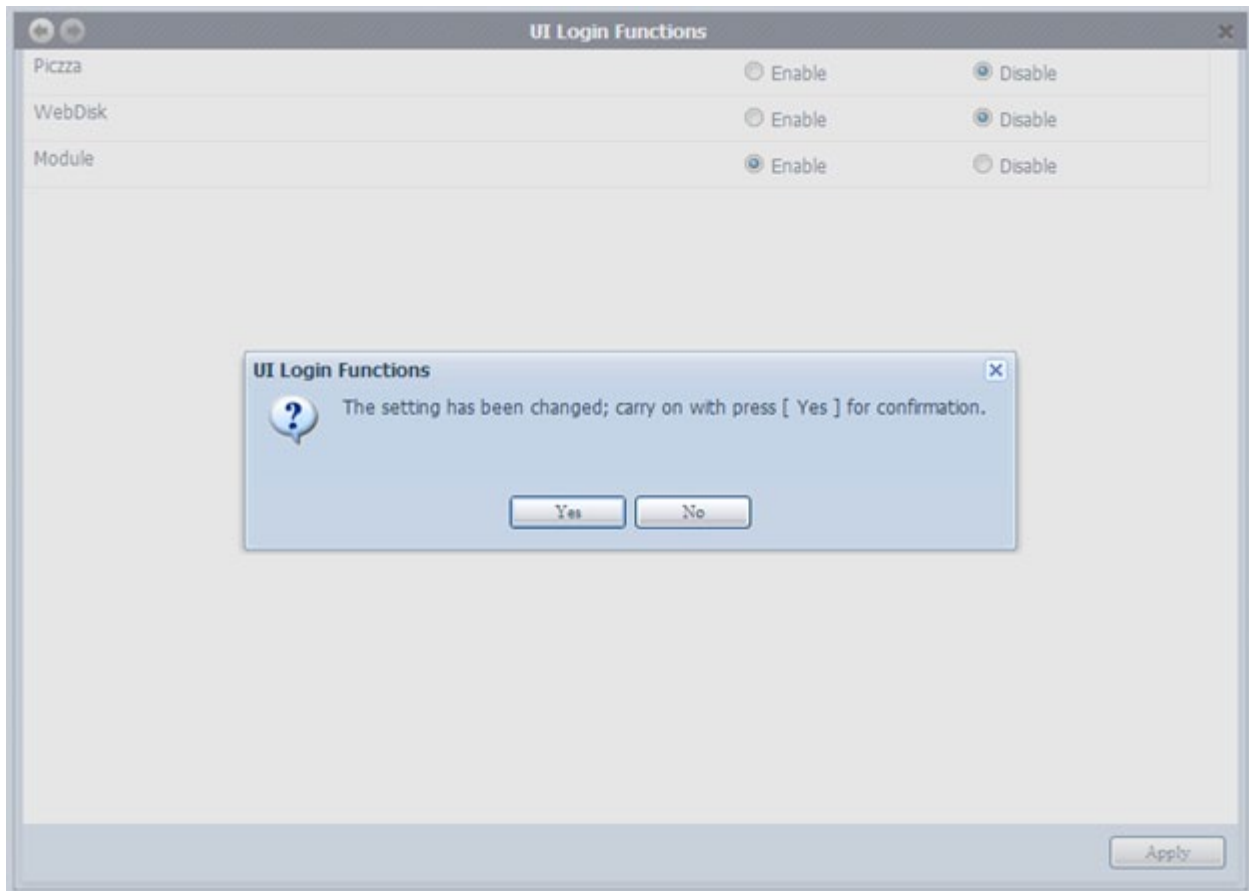 UI Login Functions
Piczza Enable Disable
WebDisk Enable Disable
Module Enable Disable
UI Login Functions
The setting has been changed; carry on with press [ Yes ] for confirmation.
Yes No
Apply